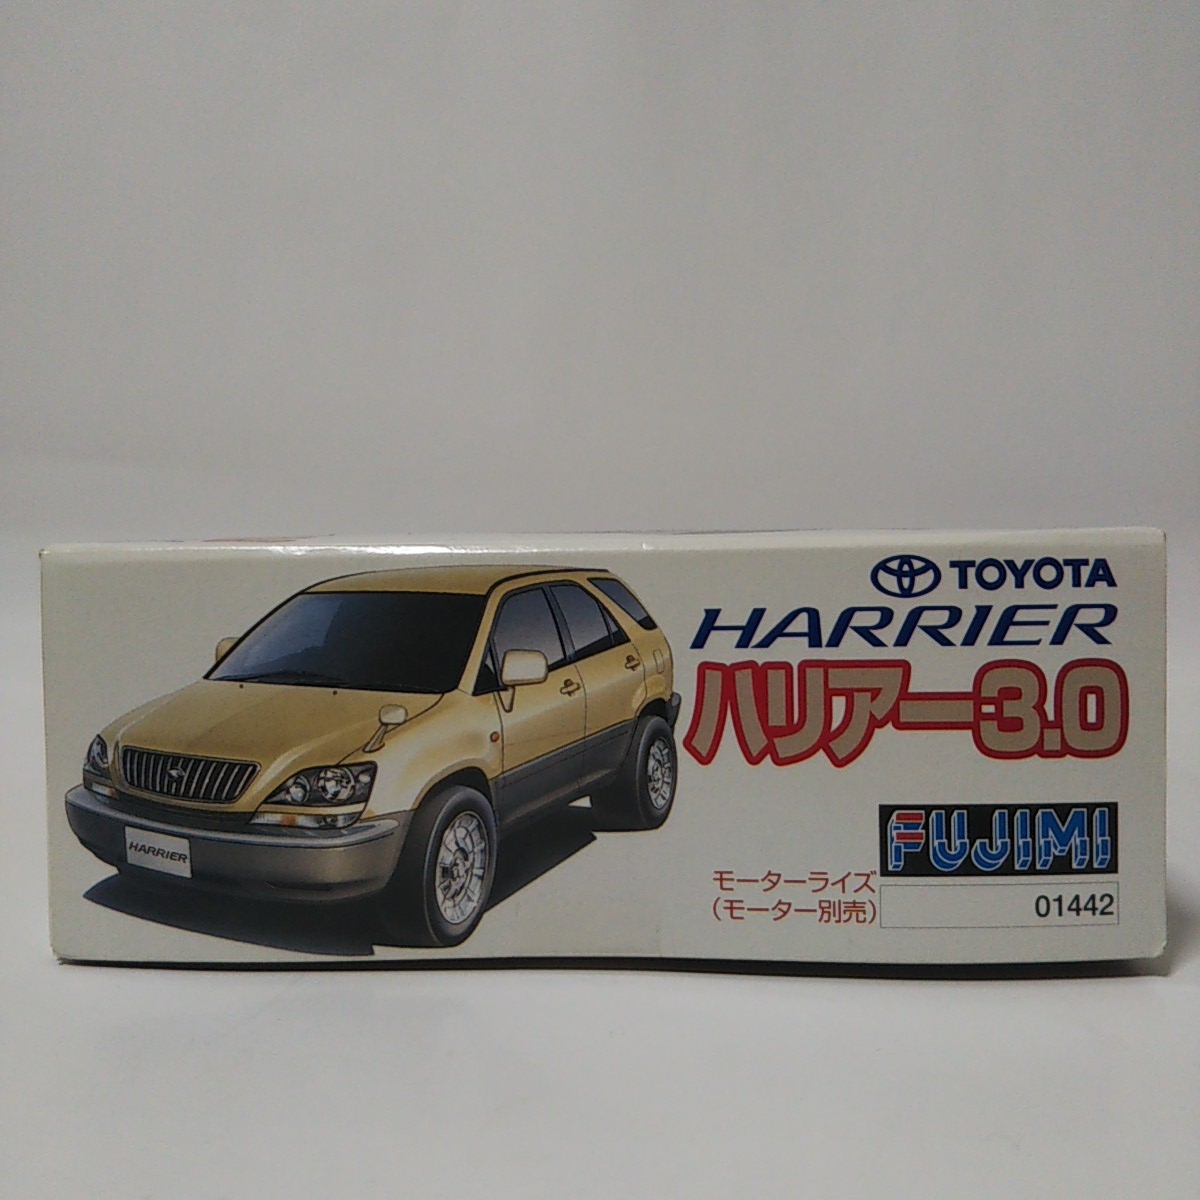 TOYOTA
HARRIER
ハリアー3.0
FUJIMI
モーターライズ
(モーター別売)
01442
HARRIER